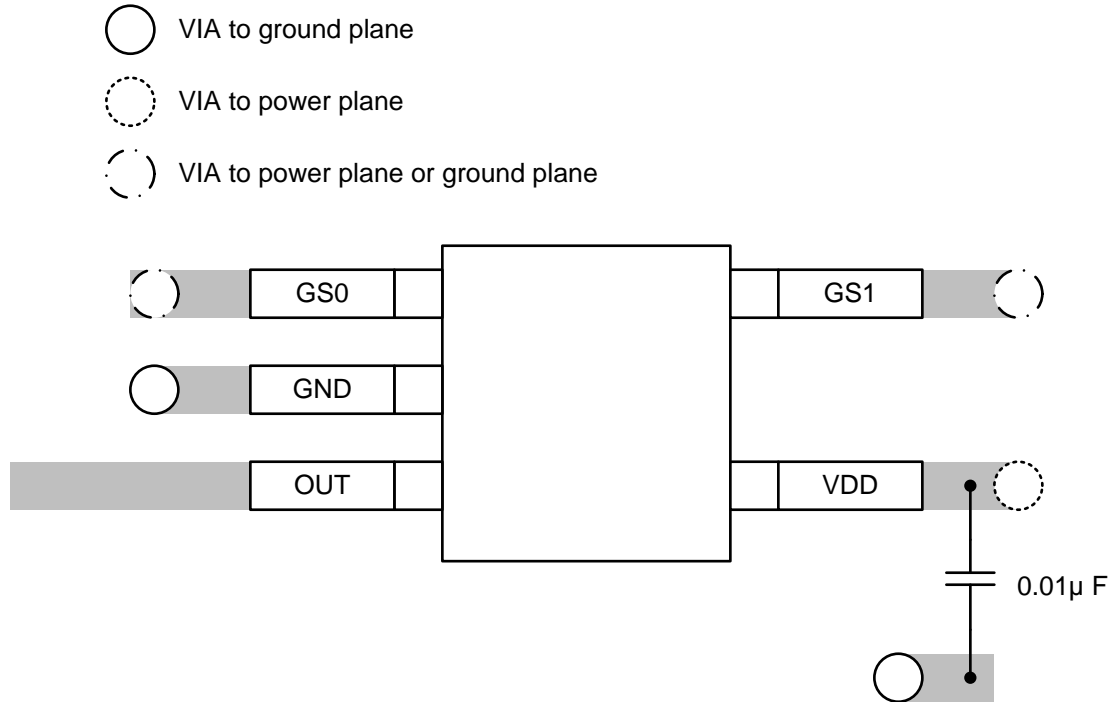 VIA to ground plane
VIA to power plane
VIA to power plane or ground plane
GS0
GS1
GND
OUT
VDD
0.01µ F